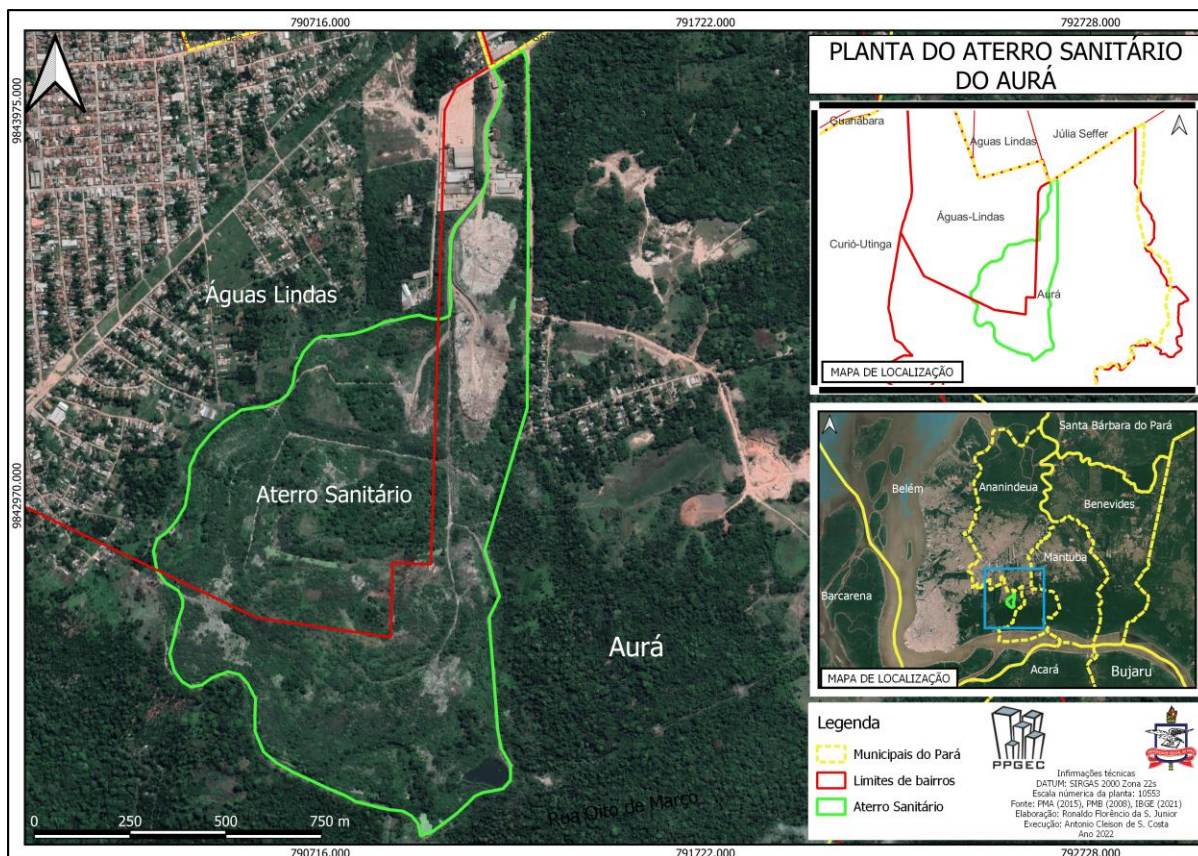 790716.000
791722.000
792728.000
9843975.000
9842970.000
PLANTA DO ATERRO SANITÁRIO
DO AURÁ
Águas Lindas
Aterro Sanitário
Aurá
Rua Oito de Março
0 250 500 750 m
Guanabara
Águas Lindas
Júlia Seffer
Águas-Lindas
Curió-Utinga
Aurá
MAPA DE LOCALIZAÇÃO
Santa Bárbara do Pará
Belém
Ananindeua
Benevides
Marituba
Barcarena
Acará
Bujaru
MAPA DE LOCALIZAÇÃO
Legenda
Municipais do Pará
Limites de bairros
Aterro Sanitário
PPGEC
Infirmações técnicas
DATUM: SIRGAS 2000 Zona 22s
Escala númerica da planta: 10553
Fonte: PMA (2015), PMB (2008), IBGE (2021)
Elaboração: Ronaldo Florêncio da S. Junior
Execução: Antonio Cleison de S. Costa
Ano 2022
790716.000
791722.000
792728.000